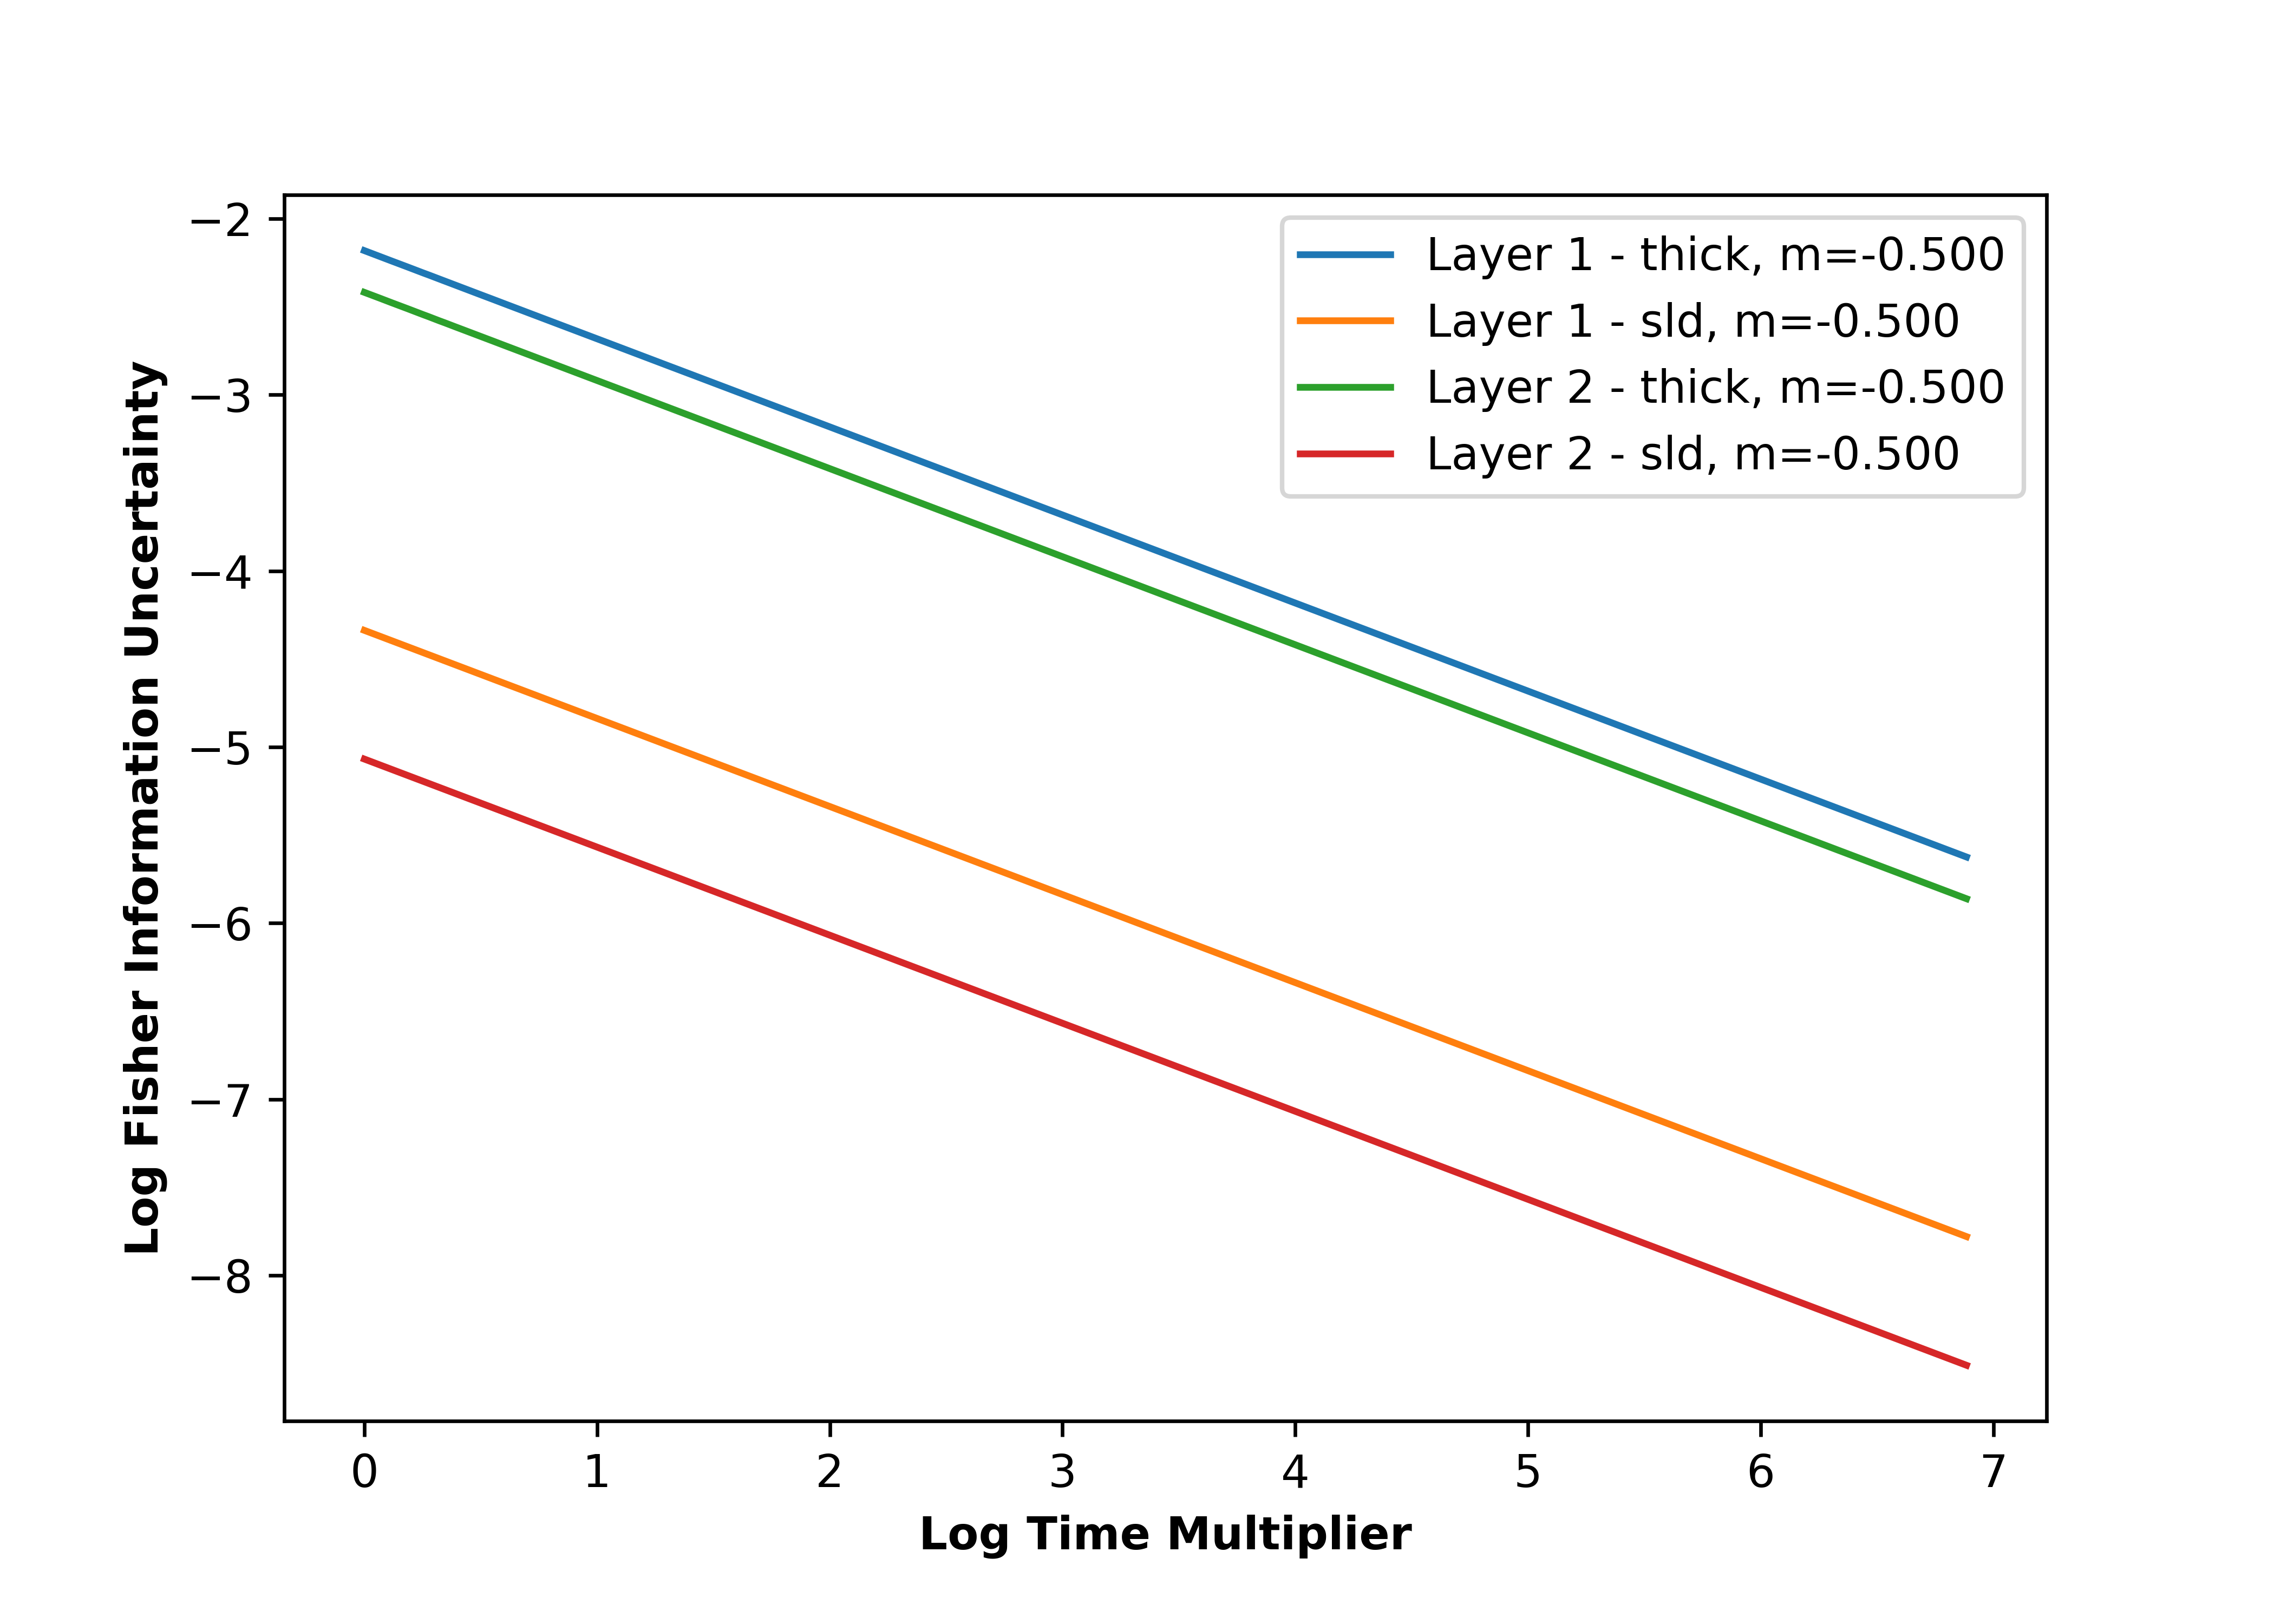 Layer 1 - thick, m=-0.500
Layer 1 - sld, m=-0.500
Layer 2 - thick, m=-0.500
Layer 2 - sld, m=-0.500
−2
−3
−4
−5
−6
−7
−8
Log Fisher Information Uncertainty
0 1 2 3 4 5 6 7
Log Time Multiplier